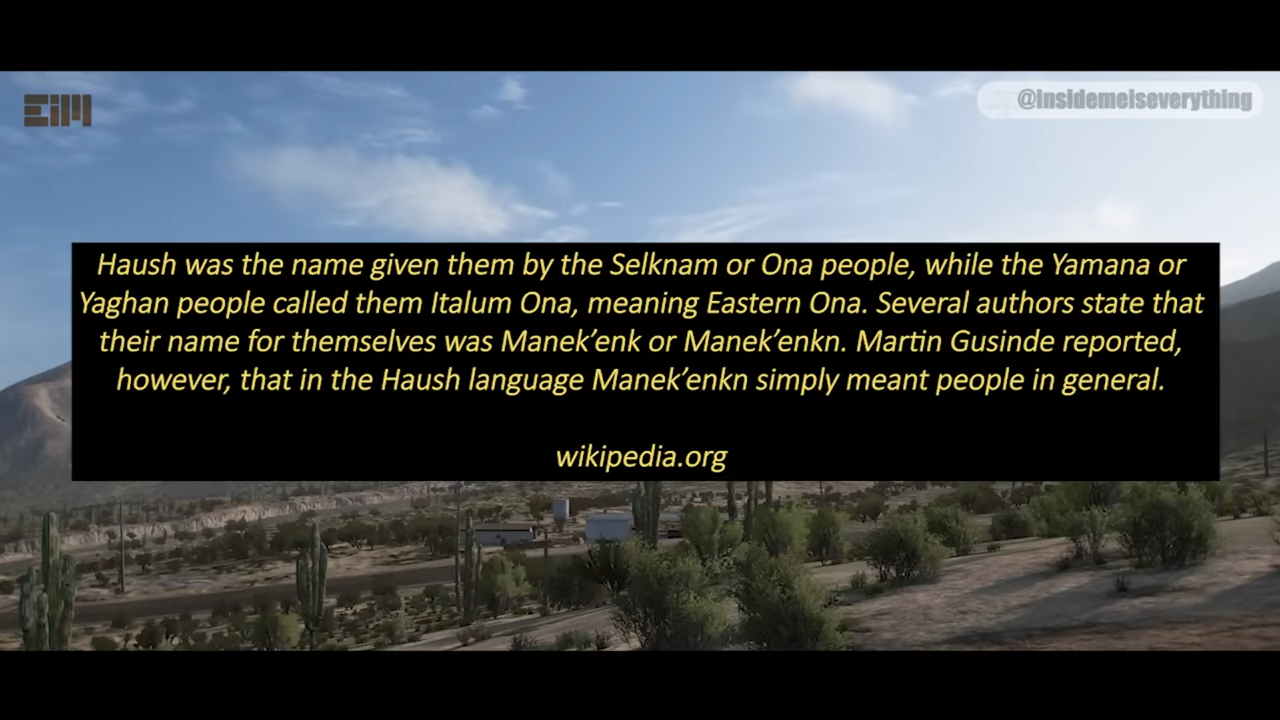 EiM
@insidemeiseverything
Haush was the name given them by the Selknam or Ona people, while the Yamana or
Yaghan people called them Italum Ona, meaning Eastern Ona. Several authors state that
their name for themselves was Manek’enk or Manek’enkn. Martin Gusinde reported,
however, that in the Haush language Manek’enkn simply meant people in general.
wikipedia.org